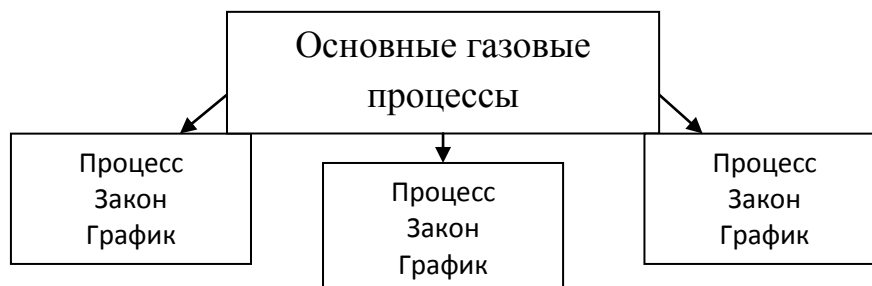 Основные газовые
процессы
Процесс
Закон
График
Процесс
Закон
График
Процесс
Закон
График